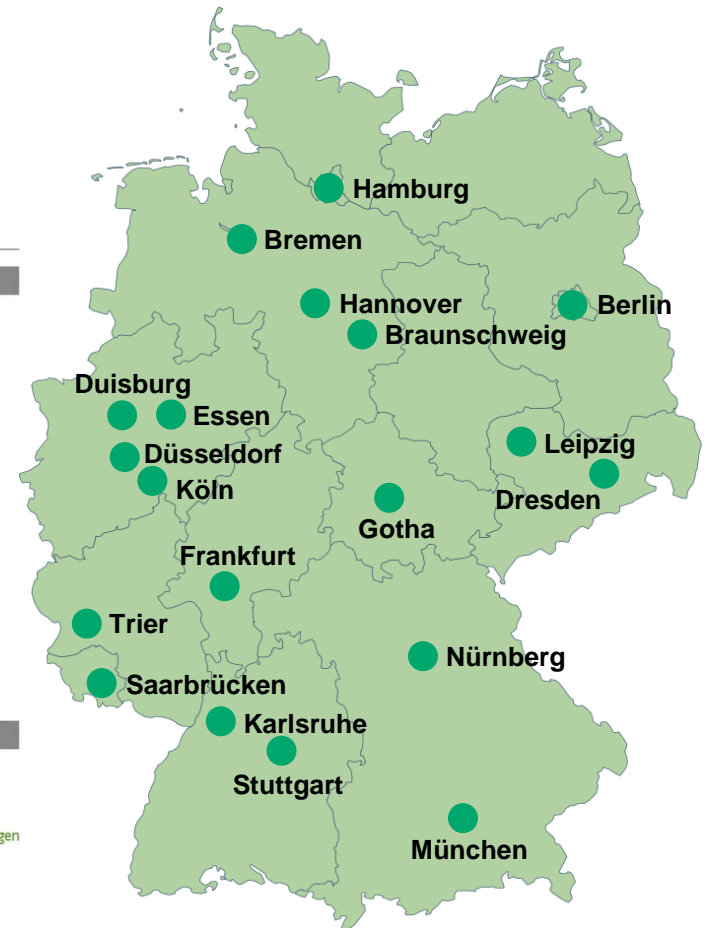 Hamburg
Bremen
Hannover
Berlin
Braunschweig
Duisburg
Essen
Leipzig
Düsseldorf
Köln
Dresden
Gotha
Frankfurt
Trier
Nürnberg
Saarbrücken
Karlsruhe
Stuttgart
gen
München